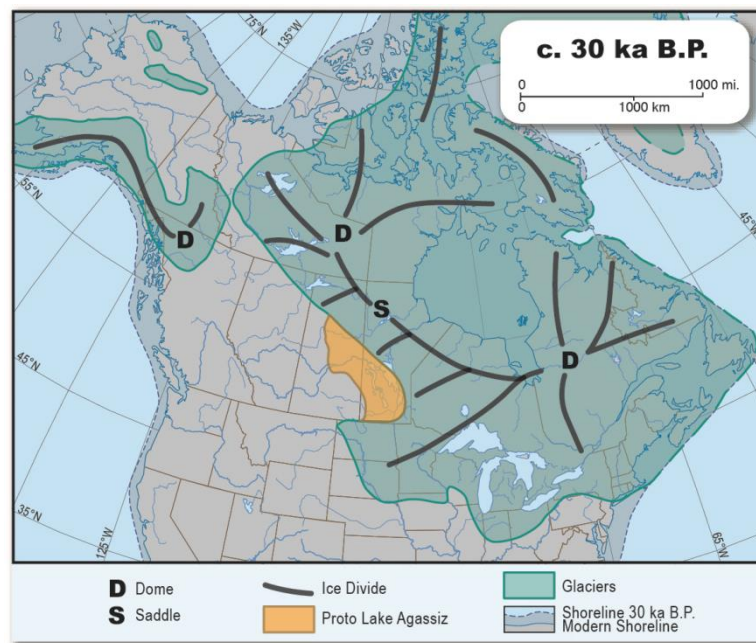 75°N
135°W
c. 30 ka B.P.
0 1000 mi.
0 1000 km
55°N
45°W
D
D
S
D
45°N
35°N
125°W
65°W
D Dome
S Saddle
Ice Divide
Proto Lake Agassiz
Glaciers
Shoreline 30 ka B.P.
Modern Shoreline